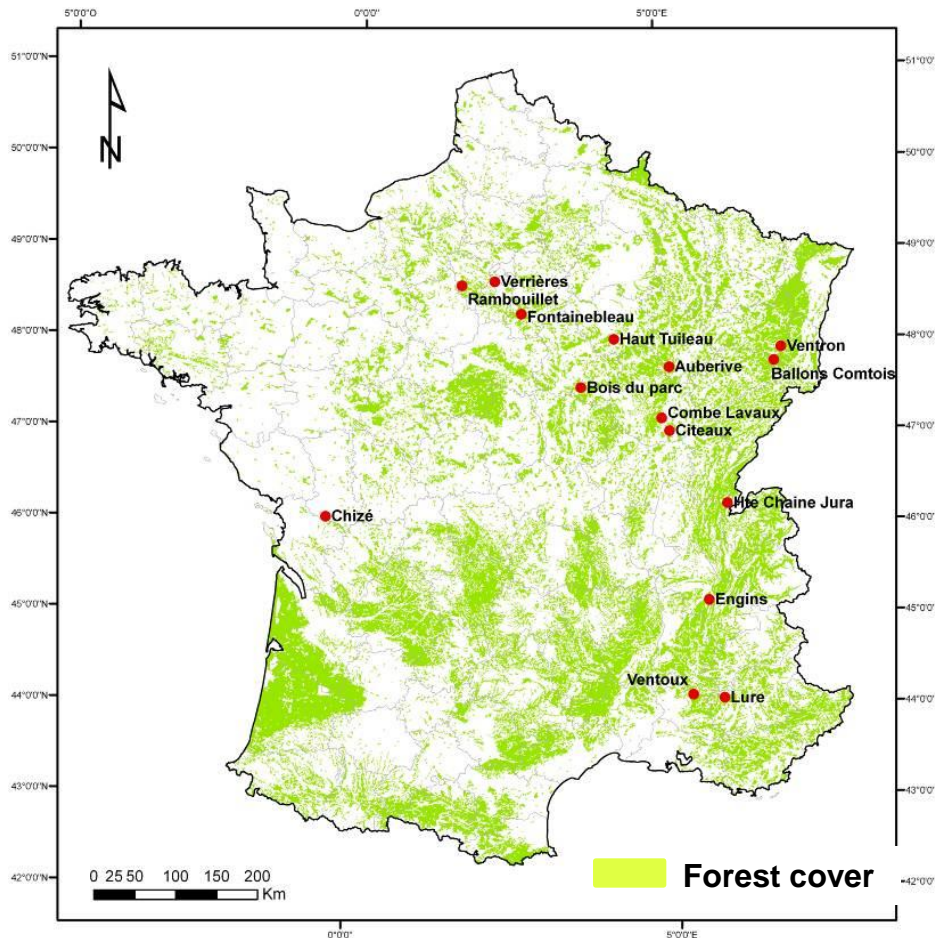 5°0'0"O 0°0'0" 5°0'0"E
51°0'0"N 51°0'0"N
N
50°0'0"N 50°0'0"N
49°0'0"N 49°0'0"N
Verrières
Rambouillet
Fontainebleau
48°0'0"N 48°0'0"N
Haut Tuileau
Ventron
Auberive
Ballons Comtois
Bois du parc
Combe Lavaux
47°0'0"N 47°0'0"N
Citeaux
Hte Chaine Jura
46°0'0"N 46°0'0"N
Chizé
Engins
45°0'0"N 45°0'0"N
Ventoux
44°0'0"N 44°0'0"N
Lure
43°0'0"N 43°0'0"N
Forest cover
42°0'0"N 42°0'0"N
0 25 50 100 150 200
Km
0°0'0" 5°0'0"E